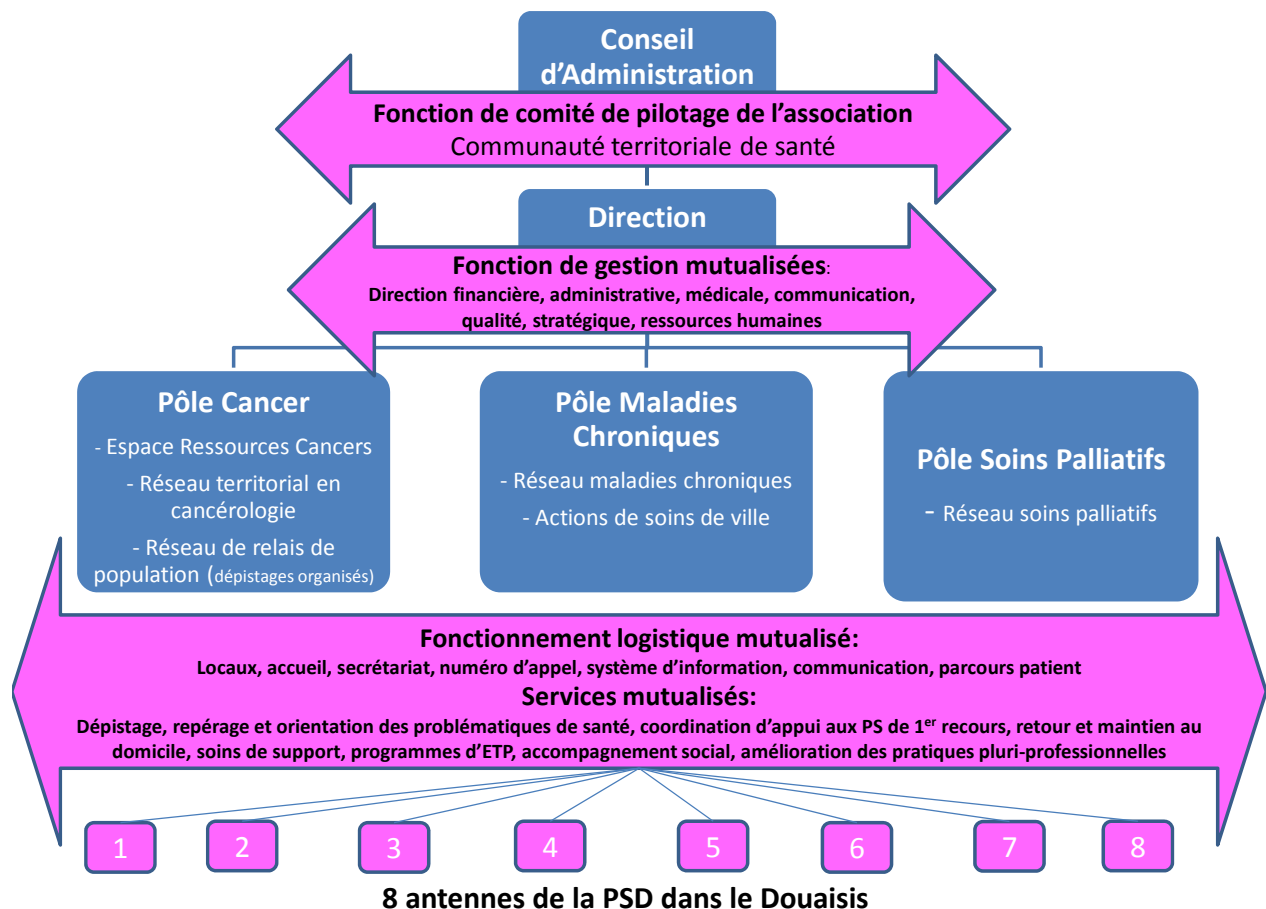 Conseil
d'Administration
Fonction de comité de pilotage de l'association
Communauté territoriale de santé
Direction
Fonction de gestion mutualisées:
Direction financière, administrative, médicale, communication,
qualité, stratégique, ressources humaines
Pôle Cancer
- Espace Ressources Cancers
- Réseau territorial en
cancérologie
- Réseau de relais de
population (dépistages organisés)
Pôle Maladies
Chroniques
- Réseau maladies chroniques
- Actions de soins de ville
Pôle Soins Palliatifs
- Réseau soins palliatifs
Fonctionnement logistique mutualisé:
Locaux, accueil, secrétariat, numéro d'appel, système d'information, communication, parcours patient
Services mutualisés:
Dépistage, repérage et orientation des problématiques de santé, coordination d'appui aux PS de 1er recours, retour et maintien au
domicile, soins de support, programmes d'ETP, accompagnement social, amélioration des pratiques pluri-professionnelles
1 2 3 4 5 6 7 8
8 antennes de la PSD dans le Douaisis